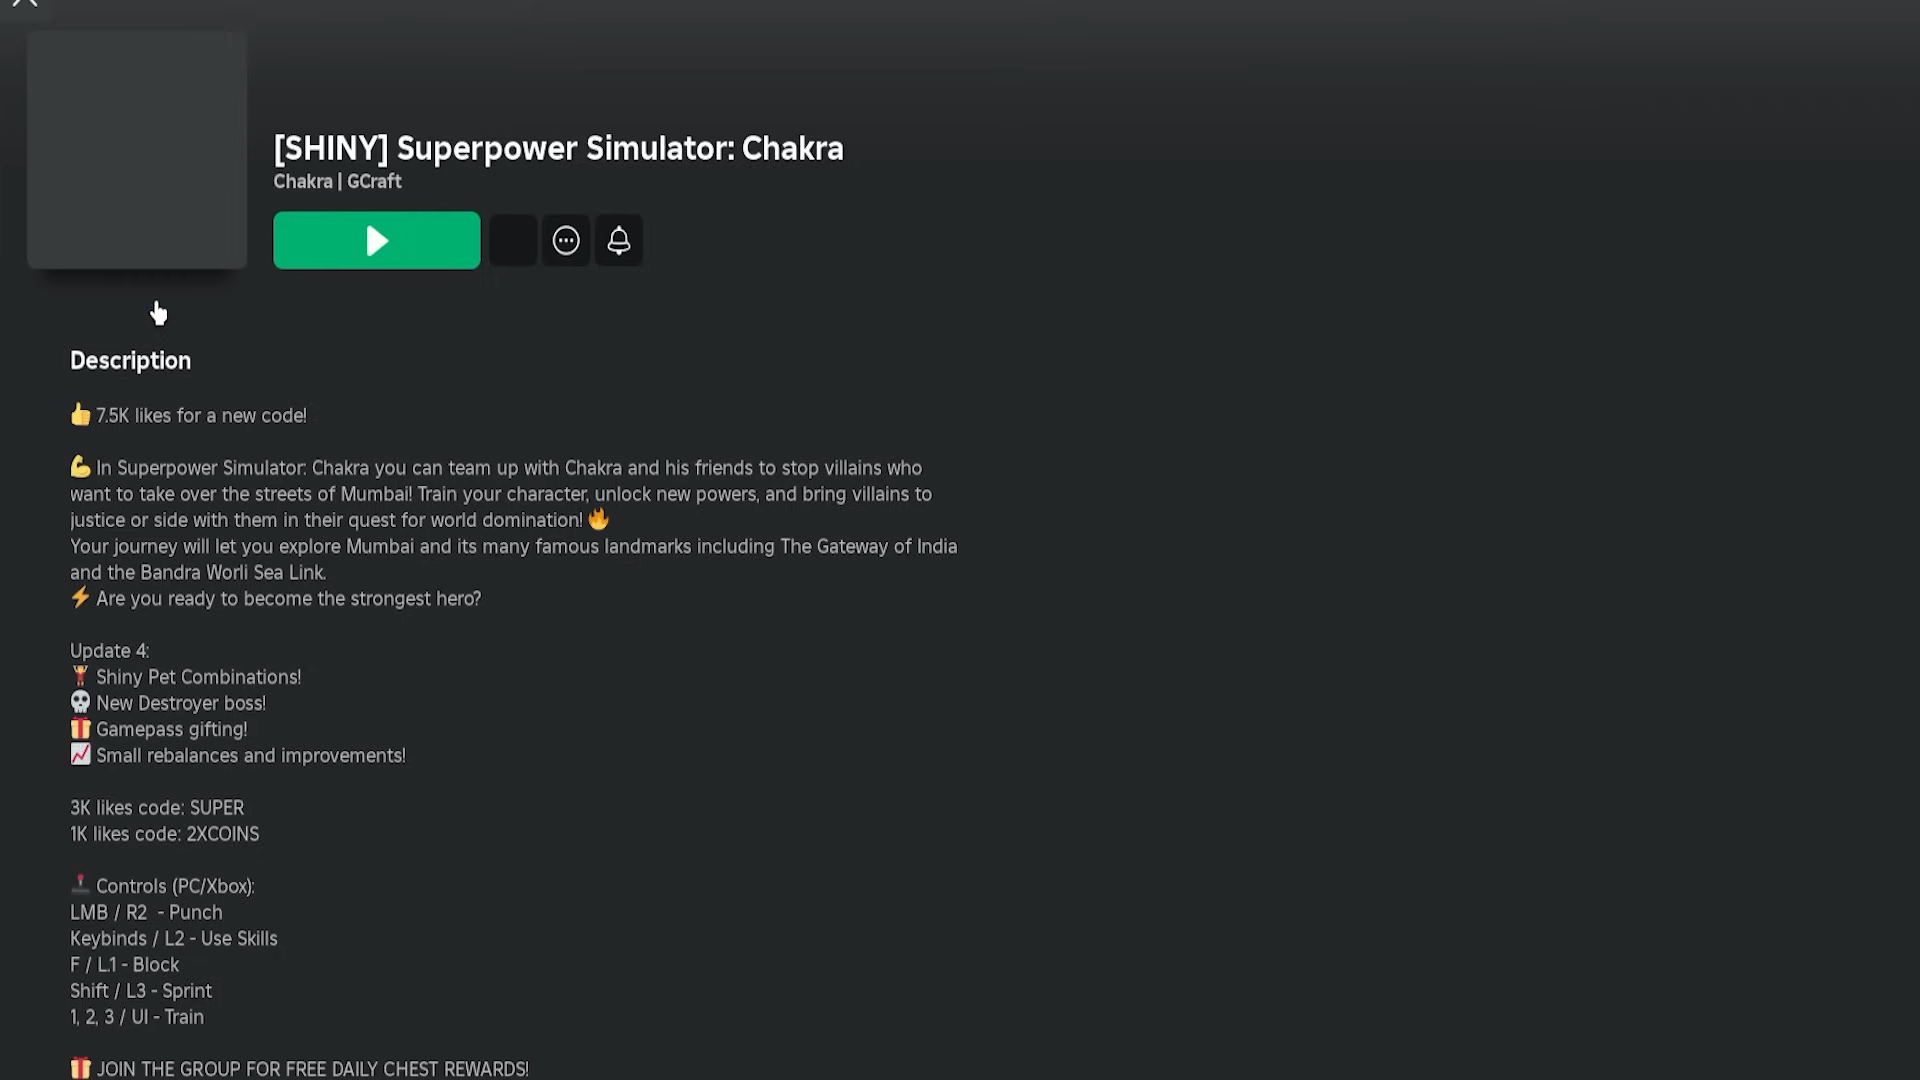 [SHINY] Superpower Simulator: Chakra
Chakra | GCraft
Description
👍 7.5K likes for a new code!
💪 In Superpower Simulator: Chakra you can team up with Chakra and his friends to stop villains who
want to take over the streets of Mumbai! Train your character, unlock new powers, and bring villains to
justice or side with them in their quest for world domination! 🔥
Your journey will let you explore Mumbai and its many famous landmarks including The Gateway of India
and the Bandra Worli Sea Link.
⚡ Are you ready to become the strongest hero?
Update 4:
🏋 Shiny Pet Combinations!
💀 New Destroyer boss!
🎁 Gamepass gifting!
📈 Small rebalances and improvements!
3K likes code: SUPER
1K likes code: 2XCOINS
🕹 Controls (PC/Xbox):
LMB / R2 - Punch
Keybinds / L2 - Use Skills
F / L1 - Block
Shift / L3 - Sprint
1, 2, 3 / UI - Train
🎁 JOIN THE GROUP FOR FREE DAILY CHEST REWARDS!